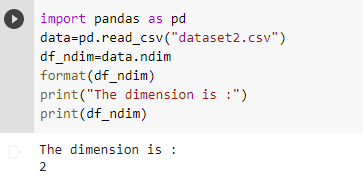 import pandas as pd
data=pd.read_csv("dataset2.csv")
df_ndim=data.ndim
format(df_ndim)
print("The dimension is :")
print(df_ndim)
The dimension is :
2